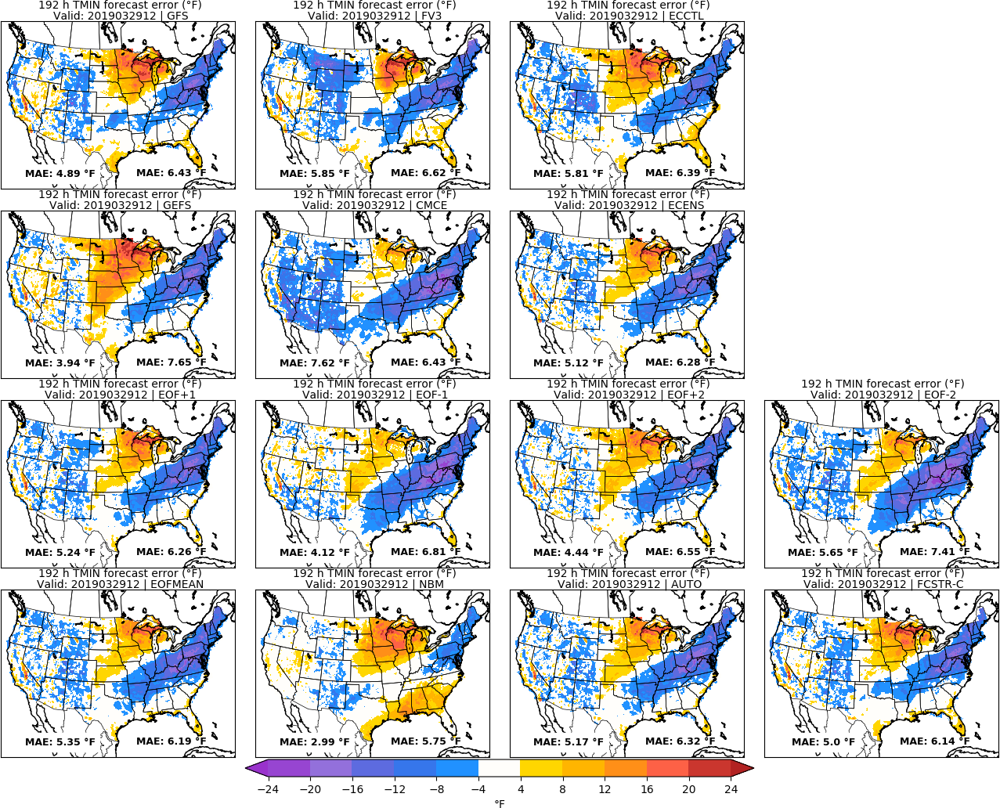 192 h TMIN forecast error (°F)
Valid: 2019032912 | GFS
MAE: 4.89 °F
MAE: 6.43 °F
192 h TMIN forecast error (°F)
Valid: 2019032912 | FV3
MAE: 5.85 °F
MAE: 6.62 °F
192 h TMIN forecast error (°F)
Valid: 2019032912 | ECCTL
MAE: 5.81 °F
MAE: 6.39 °F
192 h TMIN forecast error (°F)
Valid: 2019032912 | GEFS
MAE: 3.94 °F
MAE: 7.65 °F
192 h TMIN forecast error (°F)
Valid: 2019032912 | CMCE
MAE: 7.62 °F
MAE: 6.43 °F
192 h TMIN forecast error (°F)
Valid: 2019032912 | ECENS
MAE: 5.12 °F
MAE: 6.28 °F
192 h TMIN forecast error (°F)
Valid: 2019032912 | EOF+1
MAE: 5.24 °F
MAE: 6.26 °F
192 h TMIN forecast error (°F)
Valid: 2019032912 | EOF-1
MAE: 4.12 °F
MAE: 6.81 °F
192 h TMIN forecast error (°F)
Valid: 2019032912 | EOF+2
MAE: 4.44 °F
MAE: 6.55 °F
192 h TMIN forecast error (°F)
Valid: 2019032912 | EOF-2
MAE: 5.65 °F
MAE: 7.41 °F
192 h TMIN forecast error (°F)
Valid: 2019032912 | EOFMEAN
MAE: 5.35 °F
MAE: 6.19 °F
192 h TMIN forecast error (°F)
Valid: 2019032912 | NBM
MAE: 2.99 °F
MAE: 5.75 °F
192 h TMIN forecast error (°F)
Valid: 2019032912 | AUTO
MAE: 5.17 °F
MAE: 6.32 °F
192 h TMIN forecast error (°F)
Valid: 2019032912 | FCSTR-C
MAE: 5.0 °F
MAE: 6.14 °F
−24 −20 −16 −12 −8 −4 4 8 12 16 20 24
°F